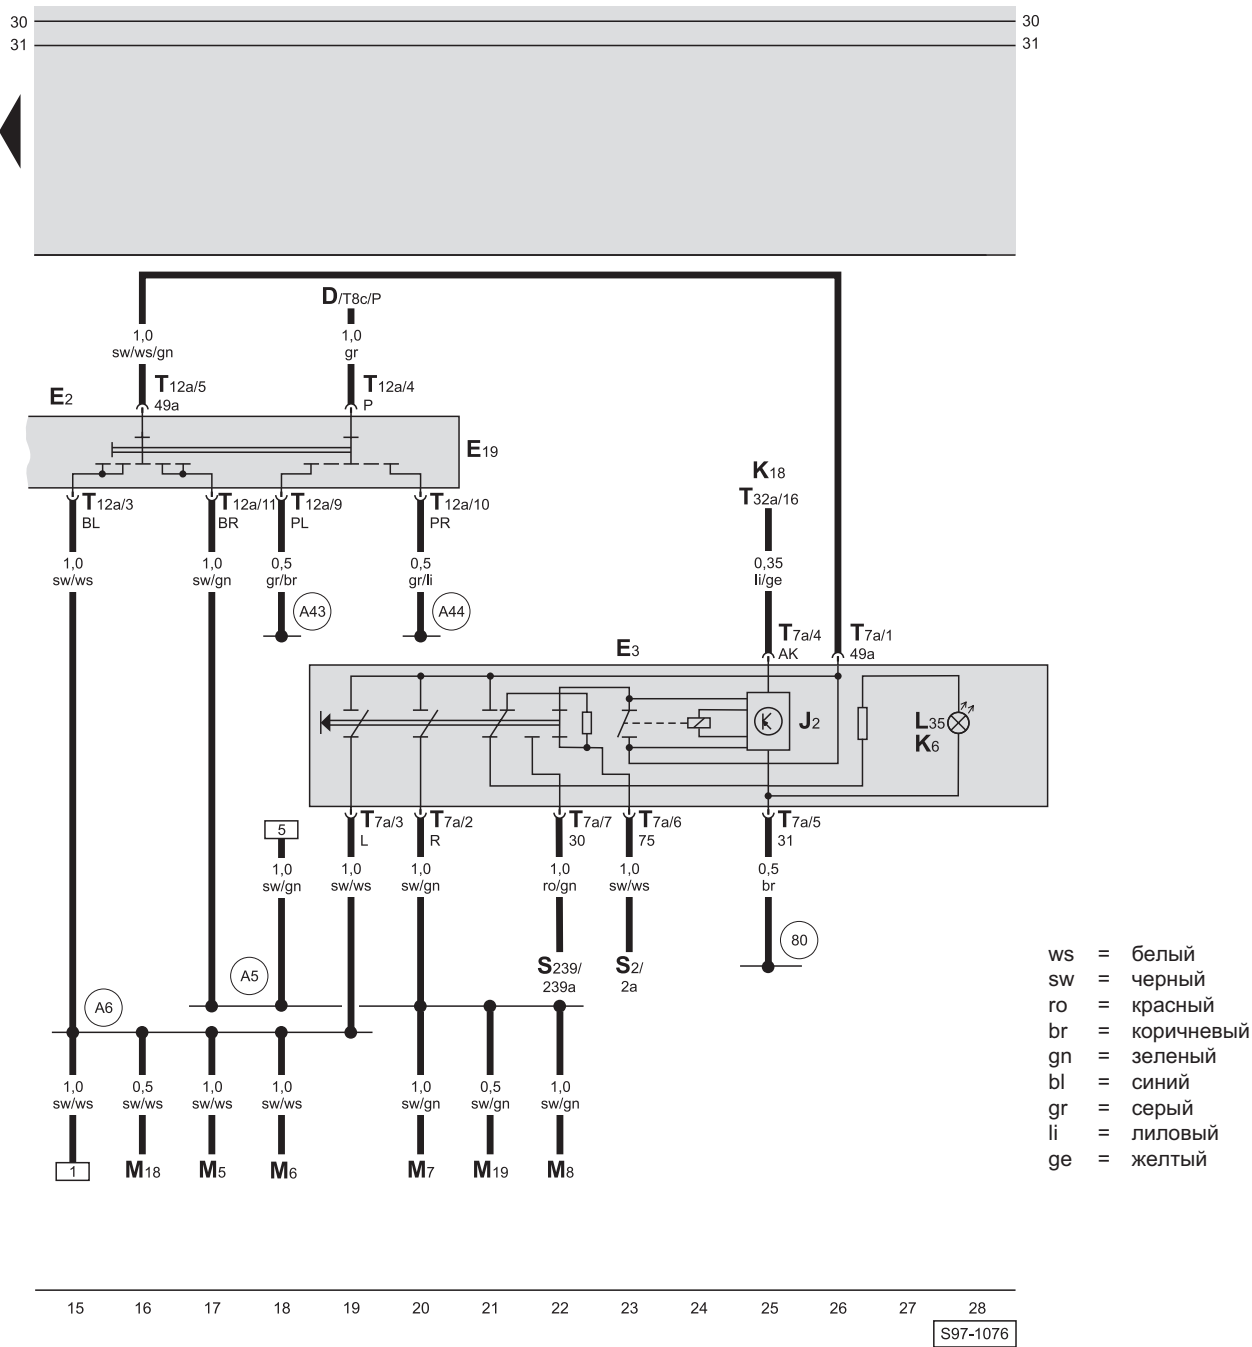 30 30
31 31
D/T8c/P
1,0 1,0
sw/ws/gn gr
T12a/5 T12a/4
E2 49a P
E19
K18
T12a/3 T12a/11 T12a/9 T12a/10 T32a/16
BL BR PL PR
1,0 1,0 0,5 0,5 0,35
sw/ws sw/gn gr/br gr/li li/ge
A43 A44
E3 T7a/4 T7a/1
AK 49a
J2 L35
K6
5 T7a/3 T7a/2 T7a/7 T7a/6 T7a/5
L R 30 75 31
1,0 1,0 1,0 1,0 1,0 0,5
sw/gn sw/ws sw/gn ro/gn sw/ws br
80
A5 S239/ S2/
239a 2a
A6
1,0 0,5 1,0 1,0 1,0 0,5 1,0
sw/ws sw/ws sw/ws sw/ws sw/gn sw/gn sw/gn
1 M18 M5 M6 M7 M19 M8
ws = белый
sw = черный
ro = красный
br = коричневый
gn = зеленый
bl = синий
gr = серый
li = лиловый
ge = желтый
15 16 17 18 19 20 21 22 23 24 25 26 27 28
S97-1076